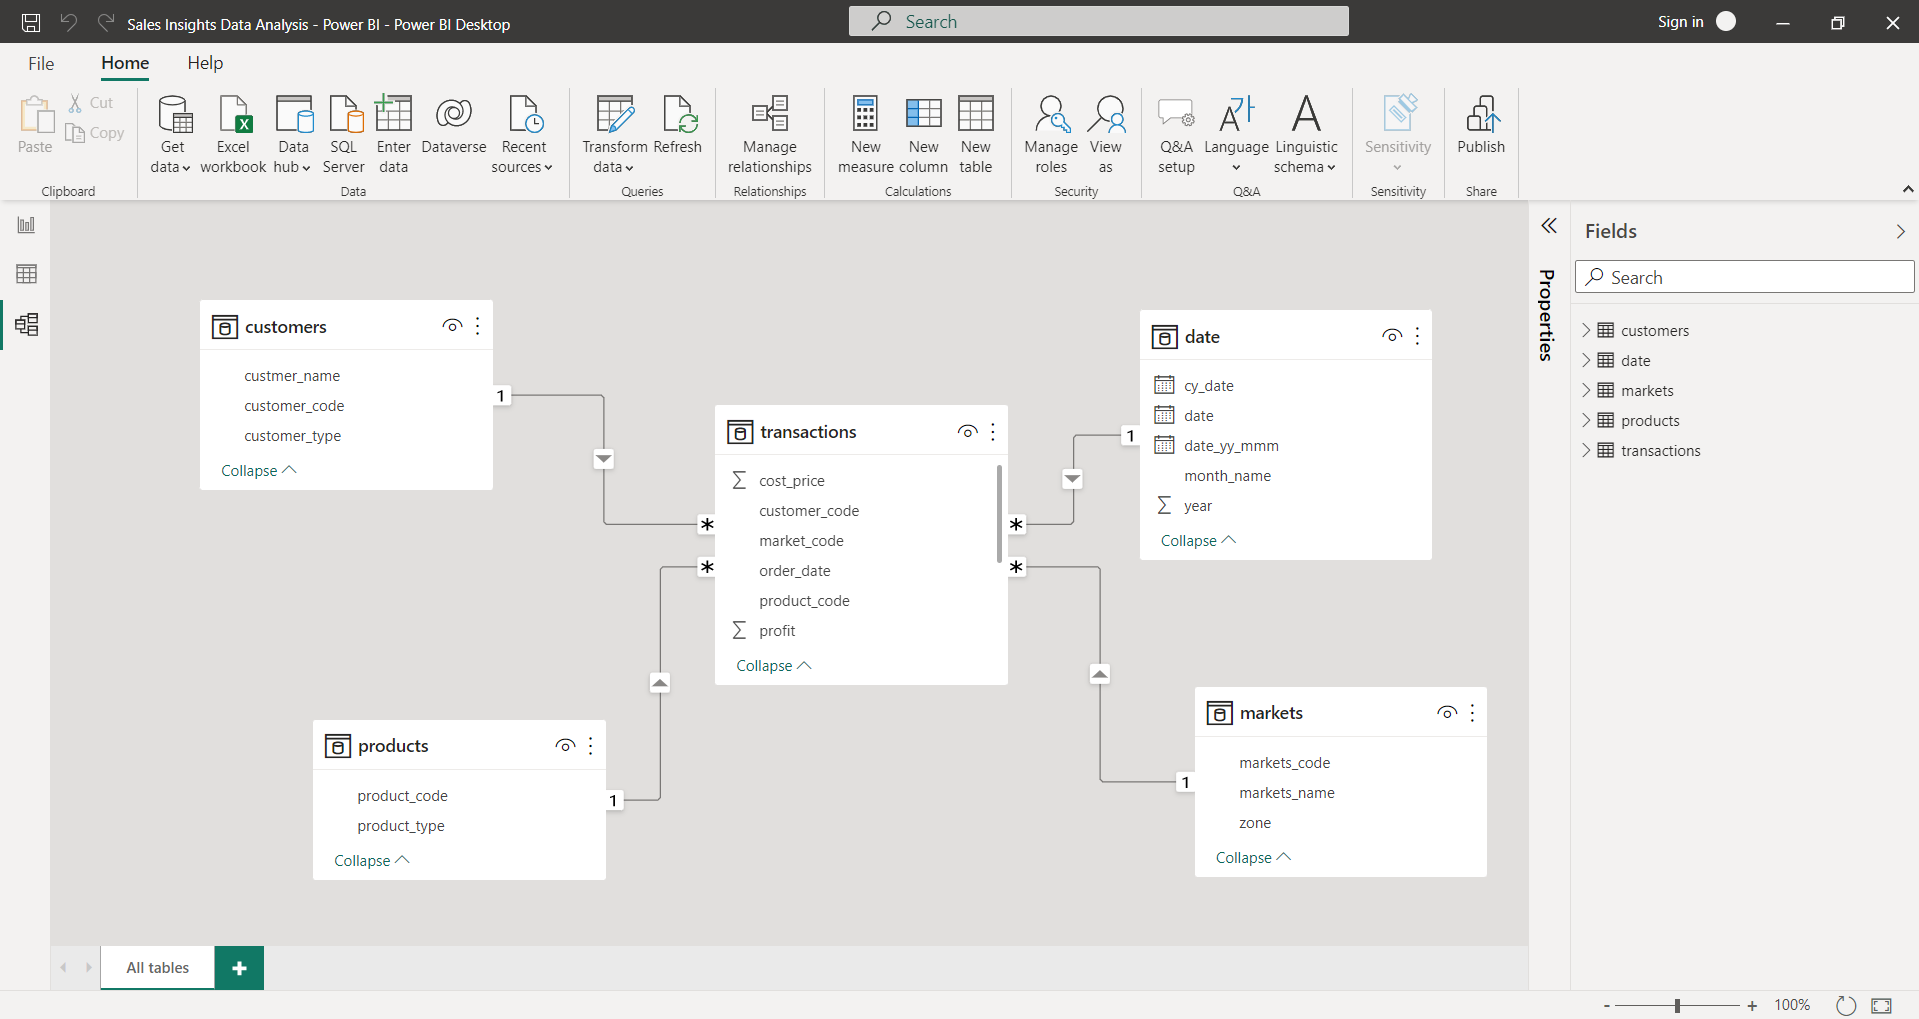 Sales Insights Data Analysis - Power BI - Power BI Desktop
Search
Sign in
File Home Help
Paste
Cut
Copy
Clipboard
Get data
Excel workbook
Data hub
SQL Server
Enter data
Dataverse
Recent sources
Data
Transform data
Refresh
Queries
Manage relationships
Relationships
New measure
New column
New table
Calculations
Manage roles
View as
Security
Q&A setup
Language
Linguistic schema
Q&A
Sensitivity
Sensitivity
Publish
Share
customers
custmer_name
customer_code
customer_type
Collapse
1
*
transactions
cost_price
customer_code
market_code
order_date
product_code
profit
Collapse
*
*
*
1
date
cy_date
date
date_yy_mmm
month_name
year
Collapse
products
product_code
product_type
Collapse
1
1
markets
markets_code
markets_name
zone
Collapse
Properties
Fields
Search
customers
date
markets
products
transactions
All tables
+
- + 100%